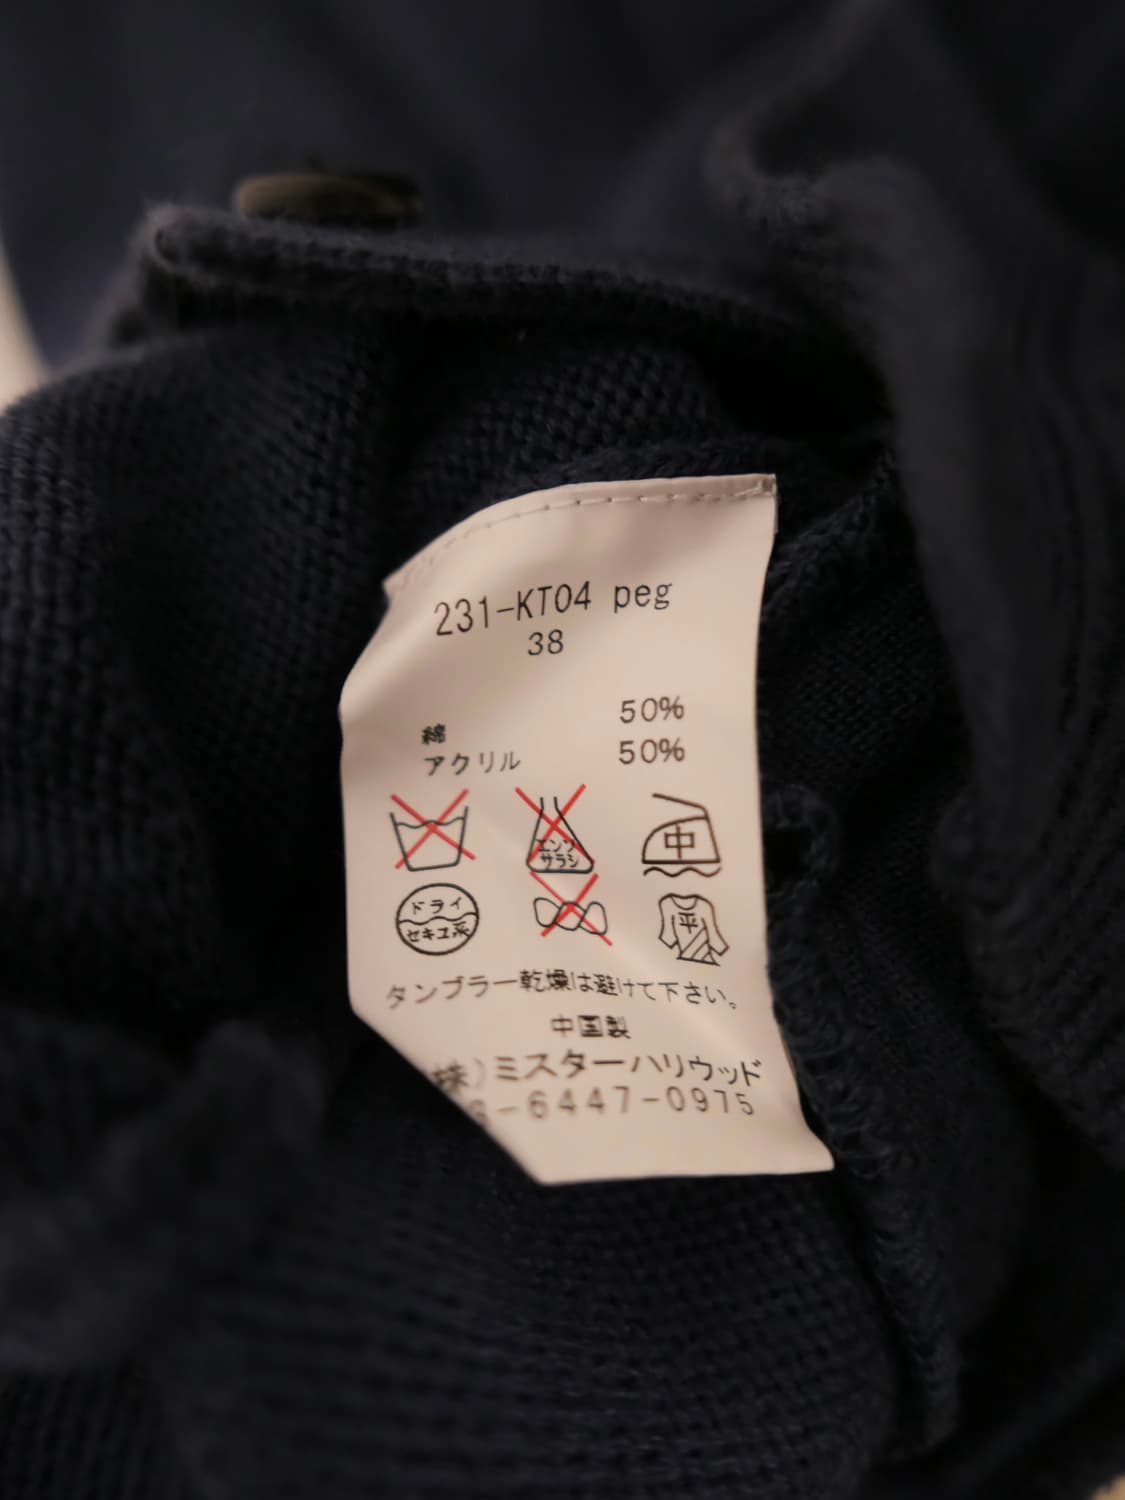 231-KT04 peg
38
綿 50%
アクリル 50%
エンソ
サラシ
中
ドライ
セキユ系
平
タンブラー乾燥は避けて下さい。
中国製
株)ミスターハリウッド
-6447-0975